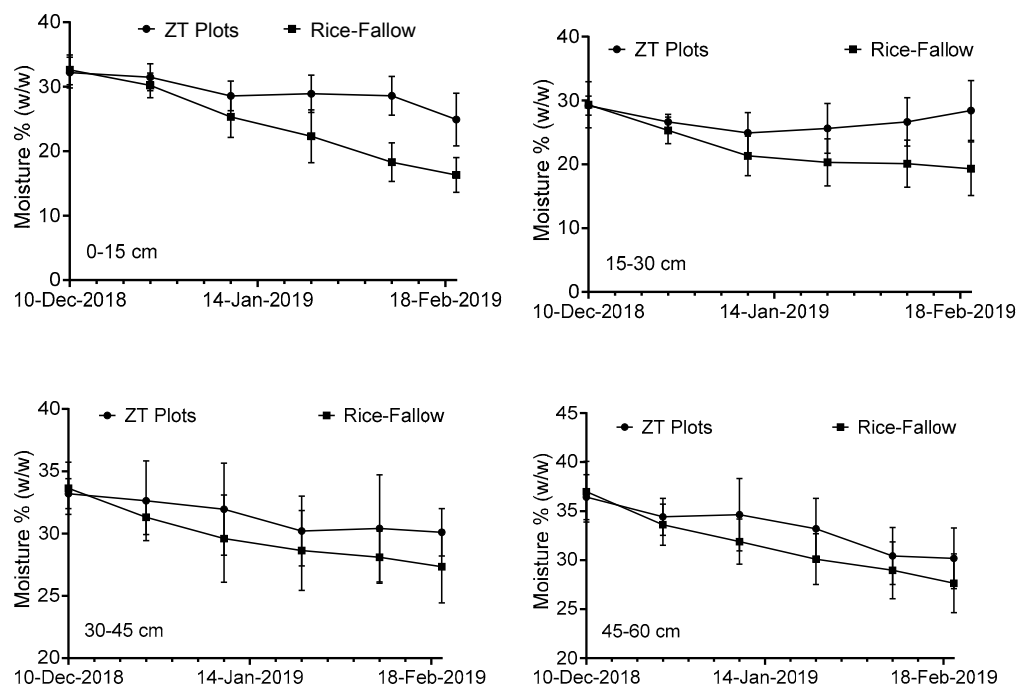 40
ZT Plots
Rice-Fallow
30
20
10
0
Moisture % (w/w)
0-15 cm
10-Dec-2018
14-Jan-2019
18-Feb-2019
40
ZT Plots
Rice-Fallow
30
20
10
0
Moisture % (w/w)
15-30 cm
10-Dec-2018
14-Jan-2019
18-Feb-2019
40
ZT Plots
Rice-Fallow
35
30
25
20
Moisture % (w/w)
30-45 cm
10-Dec-2018
14-Jan-2019
18-Feb-2019
45
ZT Plots
Rice-Fallow
40
35
30
25
20
Moisture % (w/w)
45-60 cm
10-Dec-2018
14-Jan-2019
18-Feb-2019